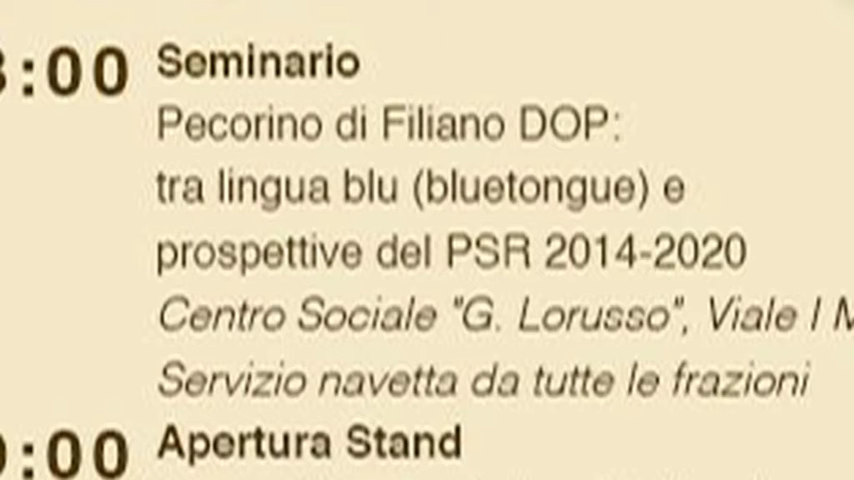 :00 Seminario
Pecorino di Filiano DOP:
tra lingua blu (bluetongue) e
prospettive del PSR 2014-2020
Centro Sociale "G. Lorusso", Viale I
Servizio navetta da tutte le frazioni
:00 Apertura Stand